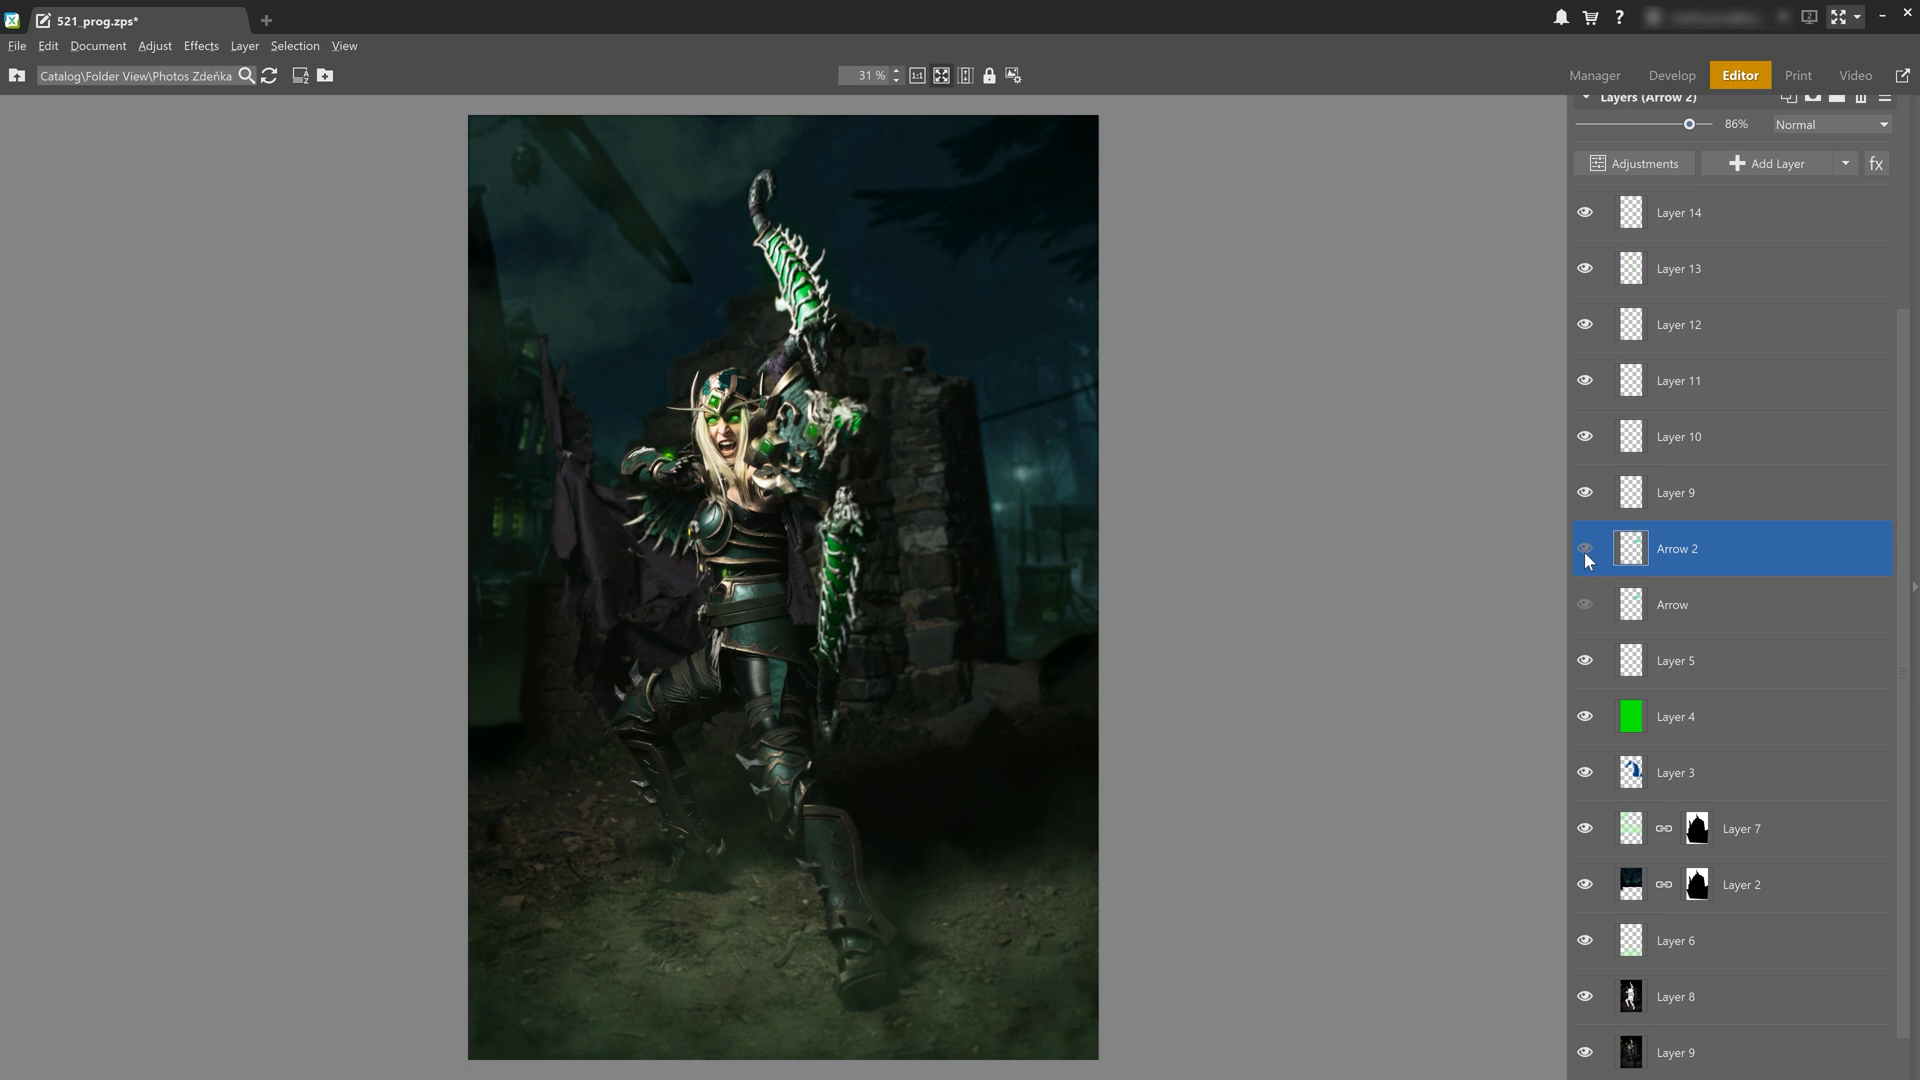 521_prog.zps*
File Edit Document Adjust Effects Layer Selection View
Catalog\Folder View\Photos Zdeňka
31 %
1:1
Manager Develop Editor Print Video
Layers (Arrow 2)
86% Normal
Adjustments Add Layer fx
Layer 14
Layer 13
Layer 12
Layer 11
Layer 10
Layer 9
Arrow 2
Arrow
Layer 5
Layer 4
Layer 3
Layer 7
Layer 2
Layer 6
Layer 8
Layer 9